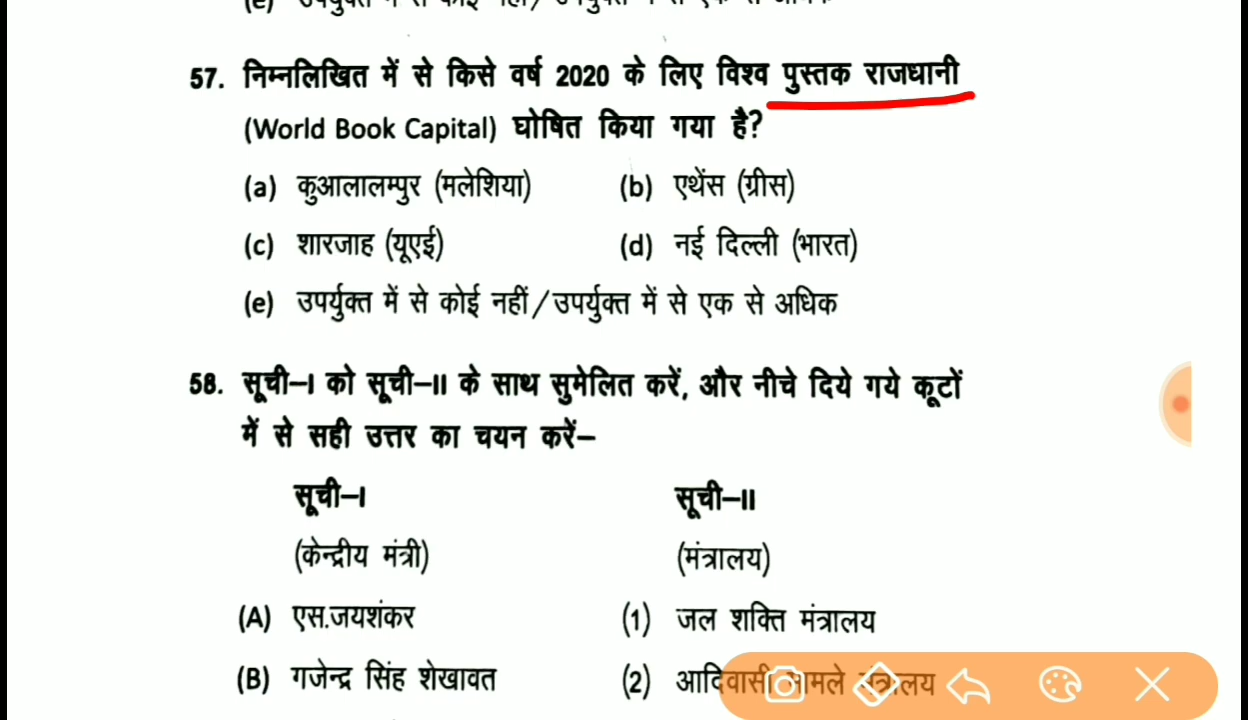 57. निम्नलिखित में से किसे वर्ष 2020 के लिए विश्व पुस्तक राजधानी
(World Book Capital) घोषित किया गया है?
(a) कुआलालम्पुर (मलेशिया) (b) एथेंस (ग्रीस)
(c) शारजाह (यूएई) (d) नई दिल्ली (भारत)
(e) उपर्युक्त में से कोई नहीं/उपर्युक्त में से एक से अधिक
58. सूची-I को सूची-II के साथ सुमेलित करें, और नीचे दिये गये कूटों
में से सही उत्तर का चयन करें-
सूची-I सूची-II
(केन्द्रीय मंत्री) (मंत्रालय)
(A) एस.जयशंकर (1) जल शक्ति मंत्रालय
(B) गजेन्द्र सिंह शेखावत (2) आदिवासी मामले मंत्रालय